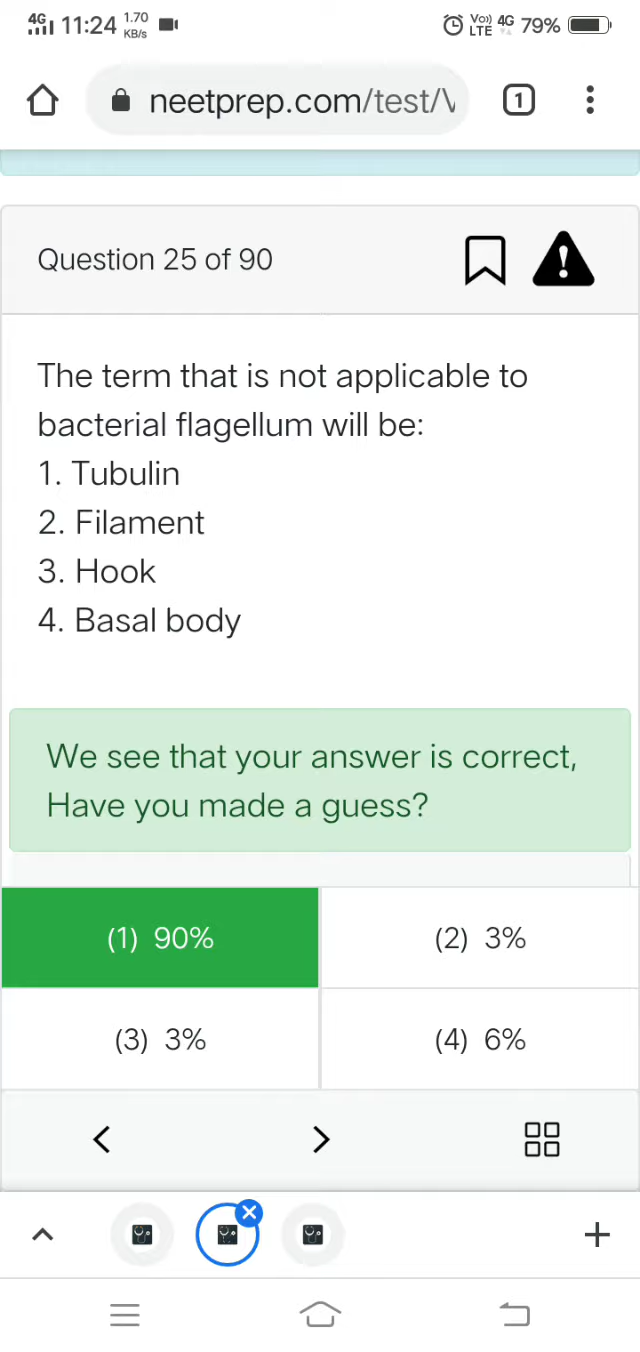 4G 11:24 1.70 KB/s Vo)) LTE 4G 79%
neetprep.com/test/\
1
Question 25 of 90
The term that is not applicable to
bacterial flagellum will be:
1. Tubulin
2. Filament
3. Hook
4. Basal body
We see that your answer is correct,
Have you made a guess?
(1) 90%
(2) 3%
(3) 3%
(4) 6%